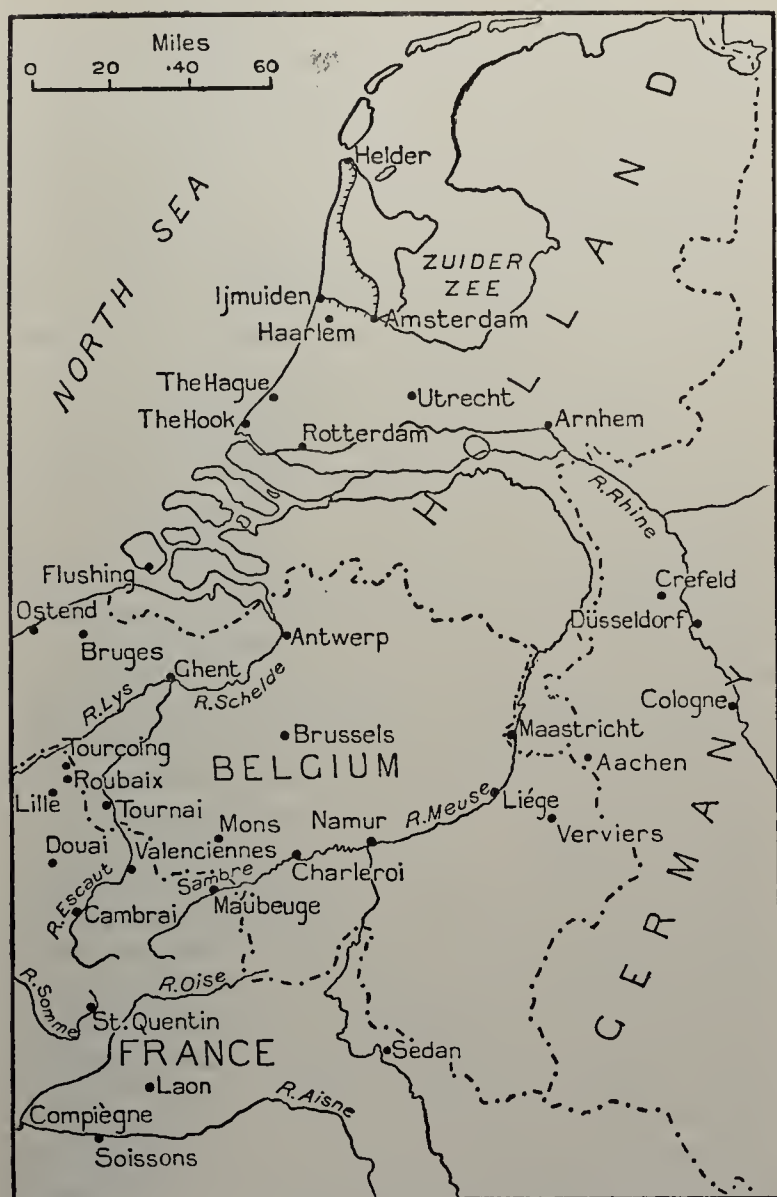 Miles
0 20 40 60
Helder
NORTH SEA
ZUIDER
ZEE
Ijmuiden
Haarlem
Amsterdam
HOLLAND
The Hague
Utrecht
The Hook
Rotterdam
Arnhem
R. Rhine
Flushing
Crefeld
Ostend
Düsseldorf
Bruges
Antwerp
Ghent
R. Lys
R. Schelde
Cologne
Brussels
Maastricht
Tourcoing
BELGIUM
Aachen
Roubaix
Lille
Tournai
R. Meuse
Liége
Mons
Namur
Verviers
Douai
Valenciennes
Charleroi
Sambre
R. Escaut
Cambrai
Maubeuge
GERMANY
R. Somme
R. Oise
St. Quentin
FRANCE
Sedan
Laon
R. Aisne
Compiègne
Soissons